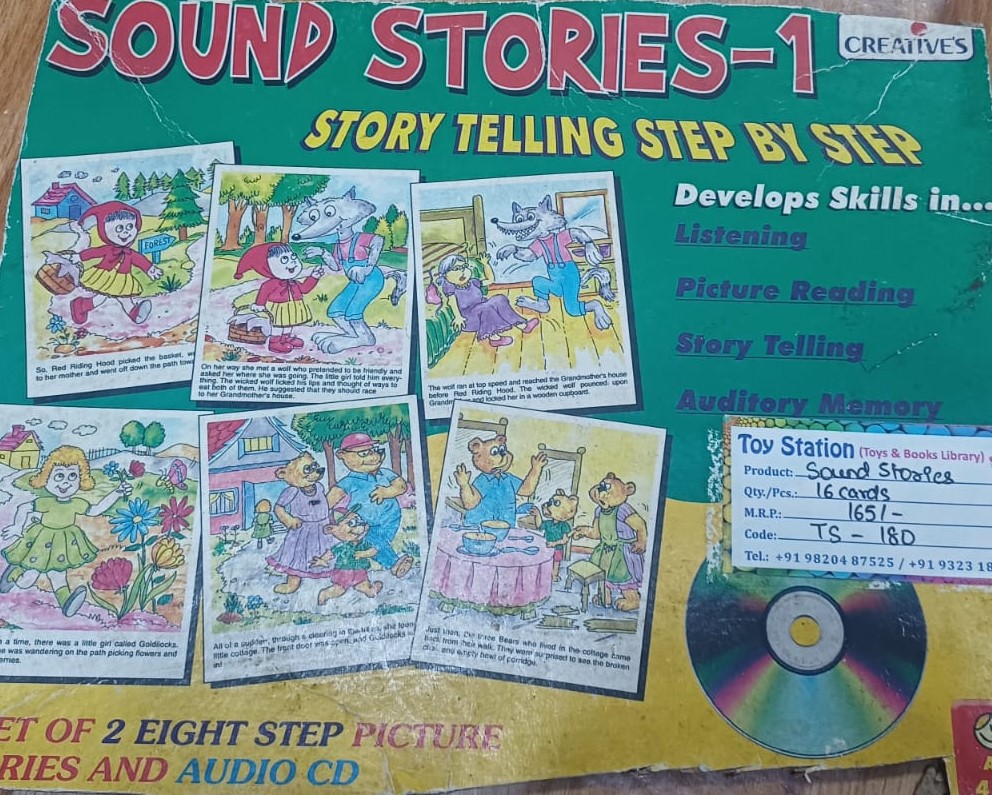 SOUND STORIES-1
CREATIVE'S
STORY TELLING STEP BY STEP
Develops Skills in...
Listening
Picture Reading
Story Telling
Auditory Memory
FOREST
So, Red Riding Hood picked the basket,
to her mother and went off down the path
On her way she met a wolf who pretended to be friendly and
asked her where she was going. The little girl told him every-
thing. The wicked wolf licked his lips and thought of ways to
eat both of them. He suggested that they should race
to her Grandmother's house.
The wolf ran at top speed and reached the Grandmother's house
before Red Riding Hood. The wicked wolf pounced upon
and locked her in a wooden cupboard.
a time, there was a little girl called Goldilocks.
was wandering on the path picking flowers and
All of a sudden, through a clearing in the
little cottage. The front door was open, and Goldilocks
Just then, the three Bears who lived in the cottage came
back from their walk. They were surprised to see the broken
chair and empty bowl of porridge.
Toy Station (Toys & Books Library)
Product: Sound Stories
Qty./Pcs.: 16 cards
M.R.P.: 165/-
Code: TS - 180
Tel.: +91 98204 87525 / +91 9323 18
ET OF 2 EIGHT STEP PICTURE
RIES AND AUDIO CD